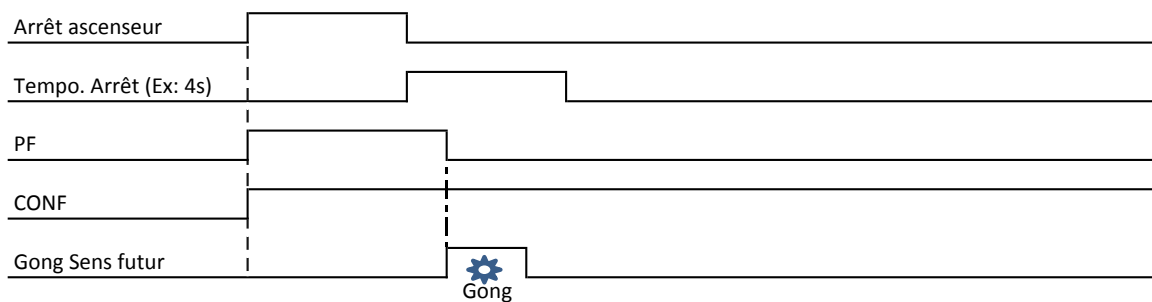 Arrêt ascenseur
Tempo. Arrêt (Ex: 4s)
PF
CONF
Gong Sens futur
Gong